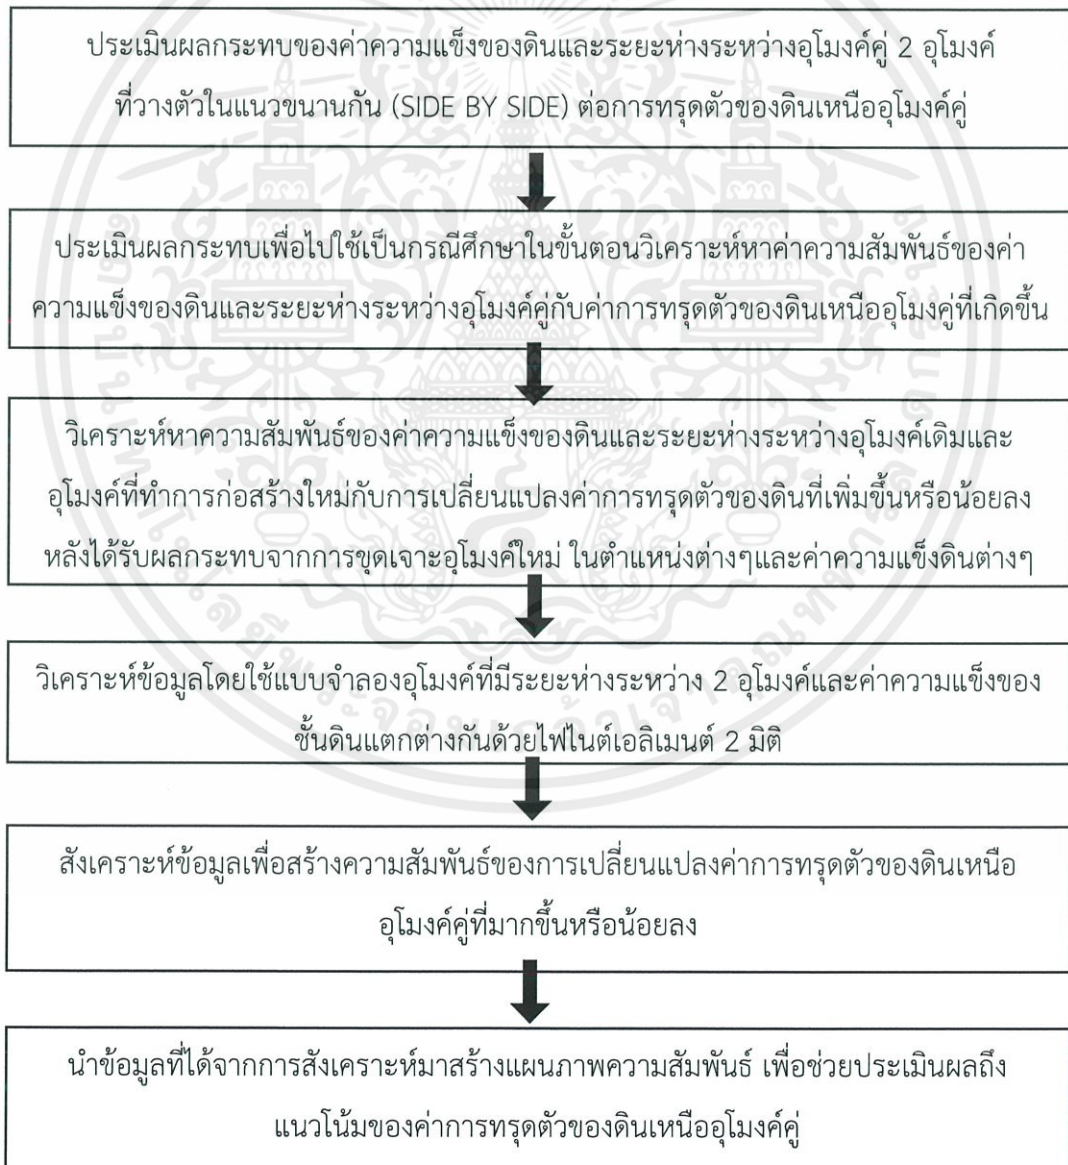 ประเมินผลกระทบของค่าความแข็งของดินและระยะห่างระหว่างอุโมงค์คู่ 2 อุโมงค์
ที่วางตัวในแนวขนานกัน (SIDE BY SIDE) ต่อการทรุดตัวของดินเหนืออุโมงค์คู่
ประเมินผลกระทบเพื่อไปใช้เป็นกรณีศึกษาในขั้นตอนวิเคราะห์หาค่าความสัมพันธ์ของค่า
ความแข็งของดินและระยะห่างระหว่างอุโมงค์คู่กับค่าการทรุดตัวของดินเหนืออุโมงคู่ที่เกิดขึ้น
วิเคราะห์หาความสัมพันธ์ของค่าความแข็งของดินและระยะห่างระหว่างอุโมงค์เดิมและ
อุโมงค์ที่ทำการก่อสร้างใหม่กับการเปลี่ยนแปลงค่าการทรุดตัวของดินที่เพิ่มขึ้นหรือน้อยลง
หลังได้รับผลกระทบจากการขุดเจาะอุโมงค์ใหม่ ในตำแหน่งต่างๆและค่าความแข็งดินต่างๆ
วิเคราะห์ข้อมูลโดยใช้แบบจำลองอุโมงค์ที่มีระยะห่างระหว่าง 2 อุโมงค์และค่าความแข็งของ
ชั้นดินแตกต่างกันด้วยไฟไนต์เอลิเมนต์ 2 มิติ
สังเคราะห์ข้อมูลเพื่อสร้างความสัมพันธ์ของการเปลี่ยนแปลงค่าการทรุดตัวของดินเหนือ
อุโมงค์คู่ที่มากขึ้นหรือน้อยลง
นำข้อมูลที่ได้จากการสังเคราะห์มาสร้างแผนภาพความสัมพันธ์ เพื่อช่วยประเมินผลถึง
แนวโน้มของค่าการทรุดตัวของดินเหนืออุโมงค์คู่